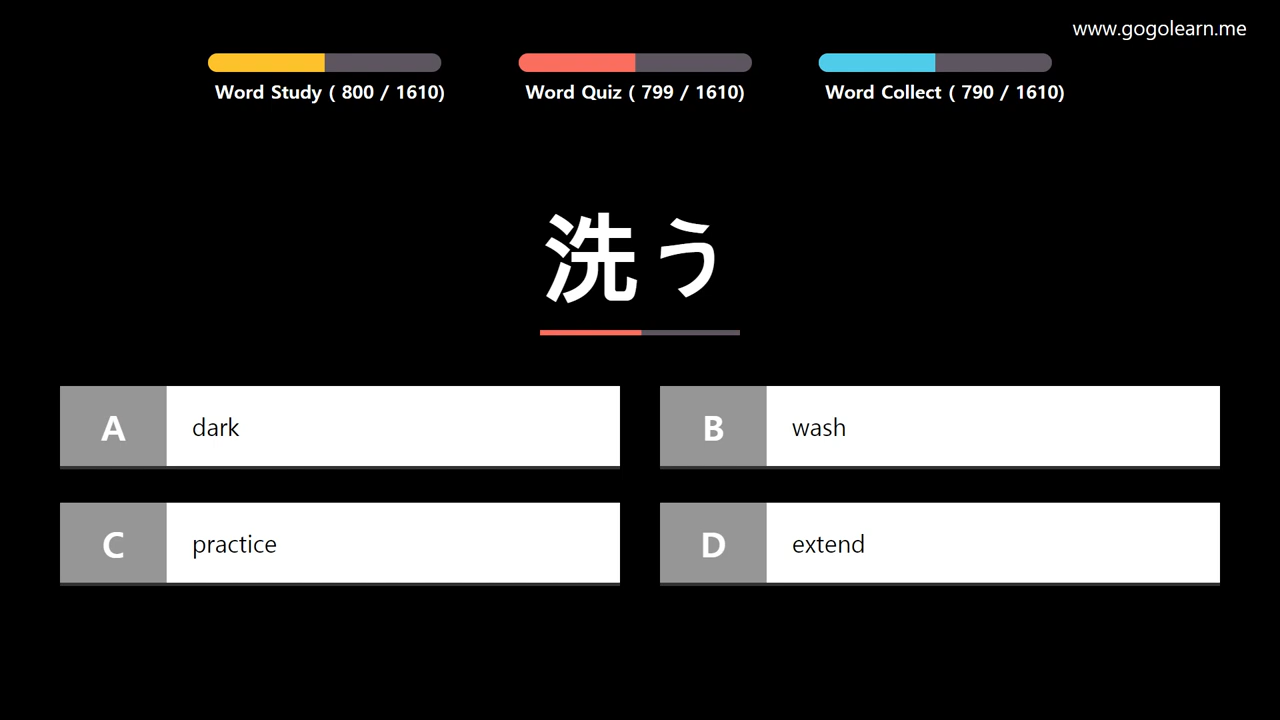 www.gogolearn.me
Word Study ( 800 / 1610)
Word Quiz ( 799 / 1610)
Word Collect ( 790 / 1610)
洗う
A dark
B wash
C practice
D extend